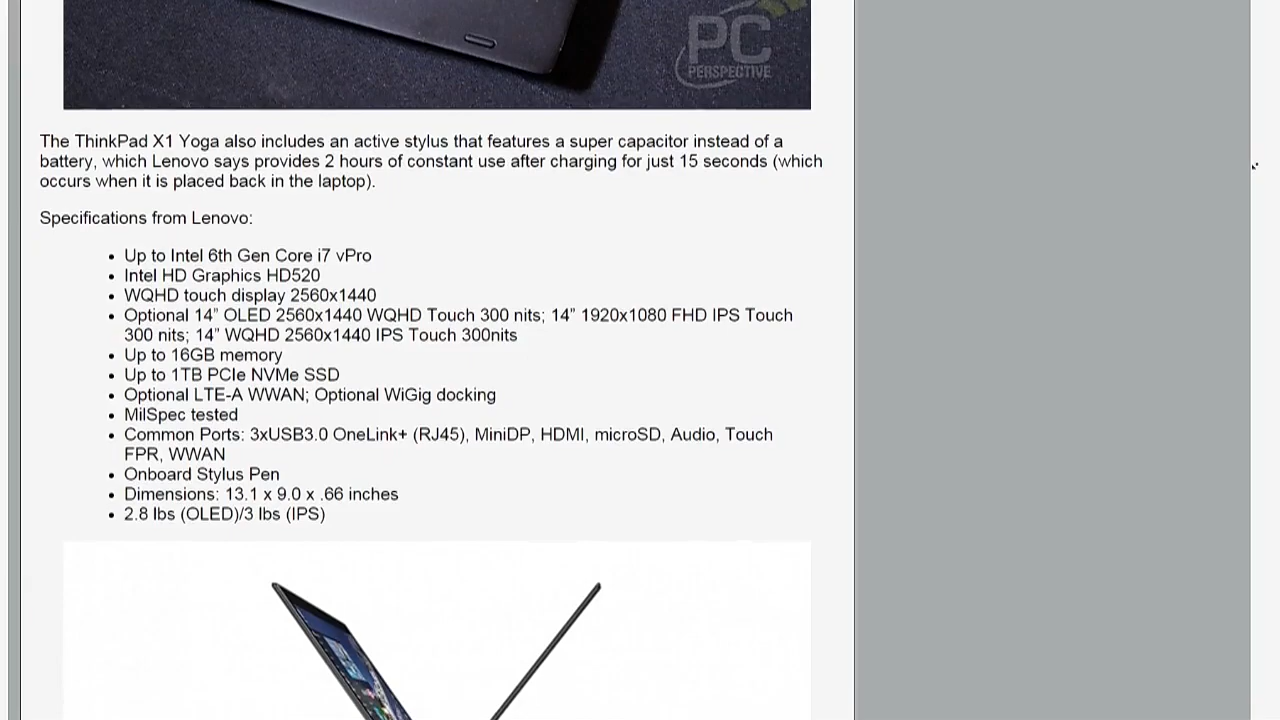 PC
PERSPECTIVE
The ThinkPad X1 Yoga also includes an active stylus that features a super capacitor instead of a
battery, which Lenovo says provides 2 hours of constant use after charging for just 15 seconds (which
occurs when it is placed back in the laptop).
Specifications from Lenovo:
• Up to Intel 6th Gen Core i7 vPro
• Intel HD Graphics HD520
• WQHD touch display 2560x1440
• Optional 14” OLED 2560x1440 WQHD Touch 300 nits; 14” 1920x1080 FHD IPS Touch
300 nits; 14” WQHD 2560x1440 IPS Touch 300nits
• Up to 16GB memory
• Up to 1TB PCIe NVMe SSD
• Optional LTE-A WWAN; Optional WiGig docking
• MilSpec tested
• Common Ports: 3xUSB3.0 OneLink+ (RJ45), MiniDP, HDMI, microSD, Audio, Touch
FPR, WWAN
• Onboard Stylus Pen
• Dimensions: 13.1 x 9.0 x .66 inches
• 2.8 lbs (OLED)/3 lbs (IPS)